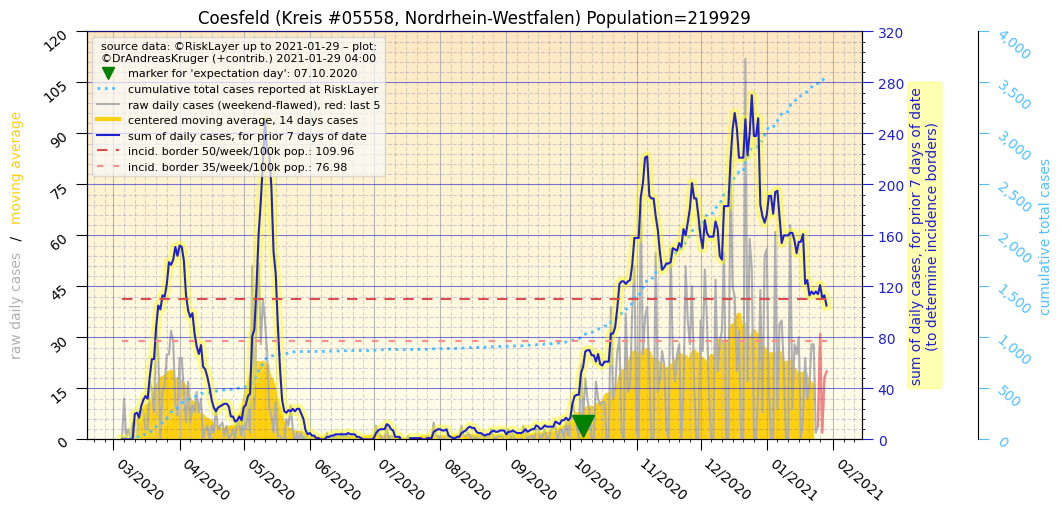 Coesfeld (Kreis #05558, Nordrhein-Westfalen) Population=219929
source data: ©RiskLayer up to 2021-01-29 – plot:
©DrAndreasKruger (+contrib.) 2021-01-29 04:00
marker for 'expectation day': 07.10.2020
cumulative total cases reported at RiskLayer
raw daily cases (weekend-flawed), red: last 5
centered moving average, 14 days cases
sum of daily cases, for prior 7 days of date
incid. border 50/week/100k pop.: 109.96
incid. border 35/week/100k pop.: 76.98
raw daily cases / moving average
120
105
90
75
60
45
30
15
0
320
280
240
200
160
120
80
40
0
sum of daily cases, for prior 7 days of date
(to determine incidence borders)
4,000
3,500
3,000
2,500
2,000
1,500
1,000
500
0
cumulative total cases
03/2020
04/2020
05/2020
06/2020
07/2020
08/2020
09/2020
10/2020
11/2020
12/2020
01/2021
02/2021